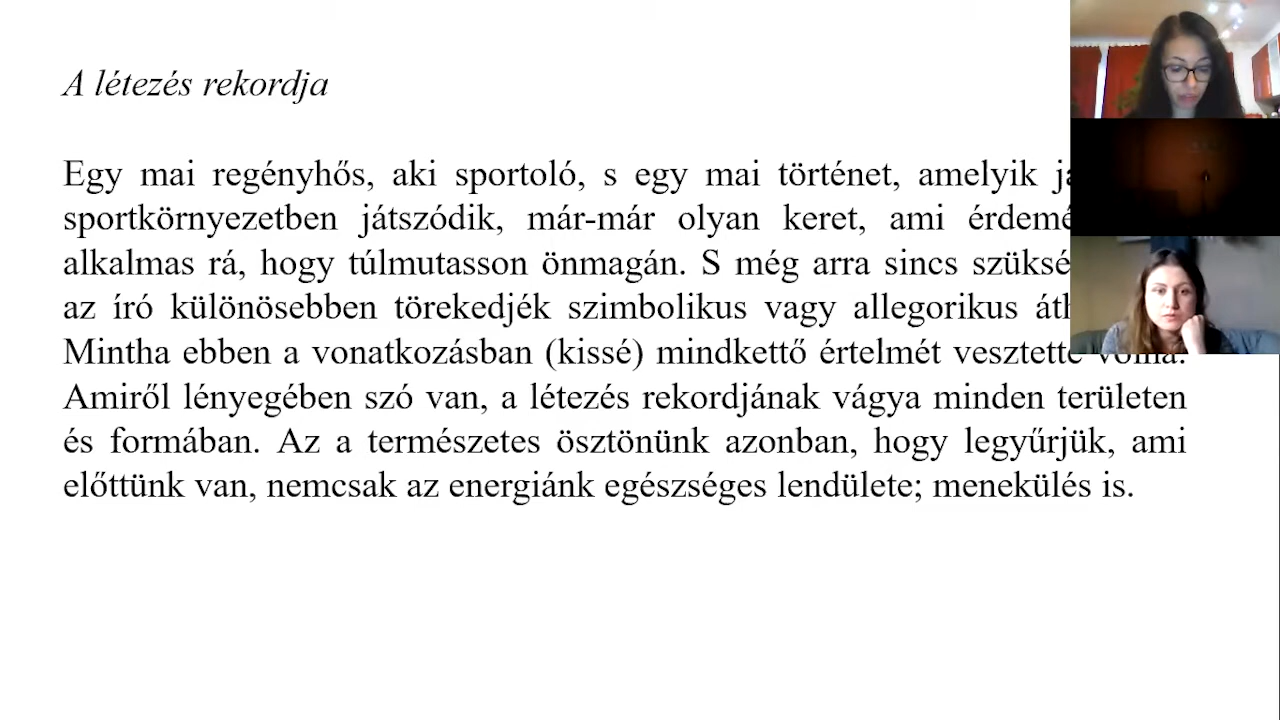 A létezés rekordja
Egy mai regényhős, aki sportoló, s egy mai történet, amelyik
sportkörnyezetben játszódik, már-már olyan keret, ami
alkalmas rá, hogy túlmutasson önmagán. S még arra sincs
az író különösebben törekedjék szimbolikus vagy allegorikus
Mintha ebben a vonatkozásban (kissé) mindkettő értelmét vesztette volna.
Amiről lényegében szó van, a létezés rekordjának vágya minden területen
és formában. Az a természetes ösztönünk azonban, hogy legyűrjük, ami
előttünk van, nemcsak az energiánk egészséges lendülete; menekülés is.